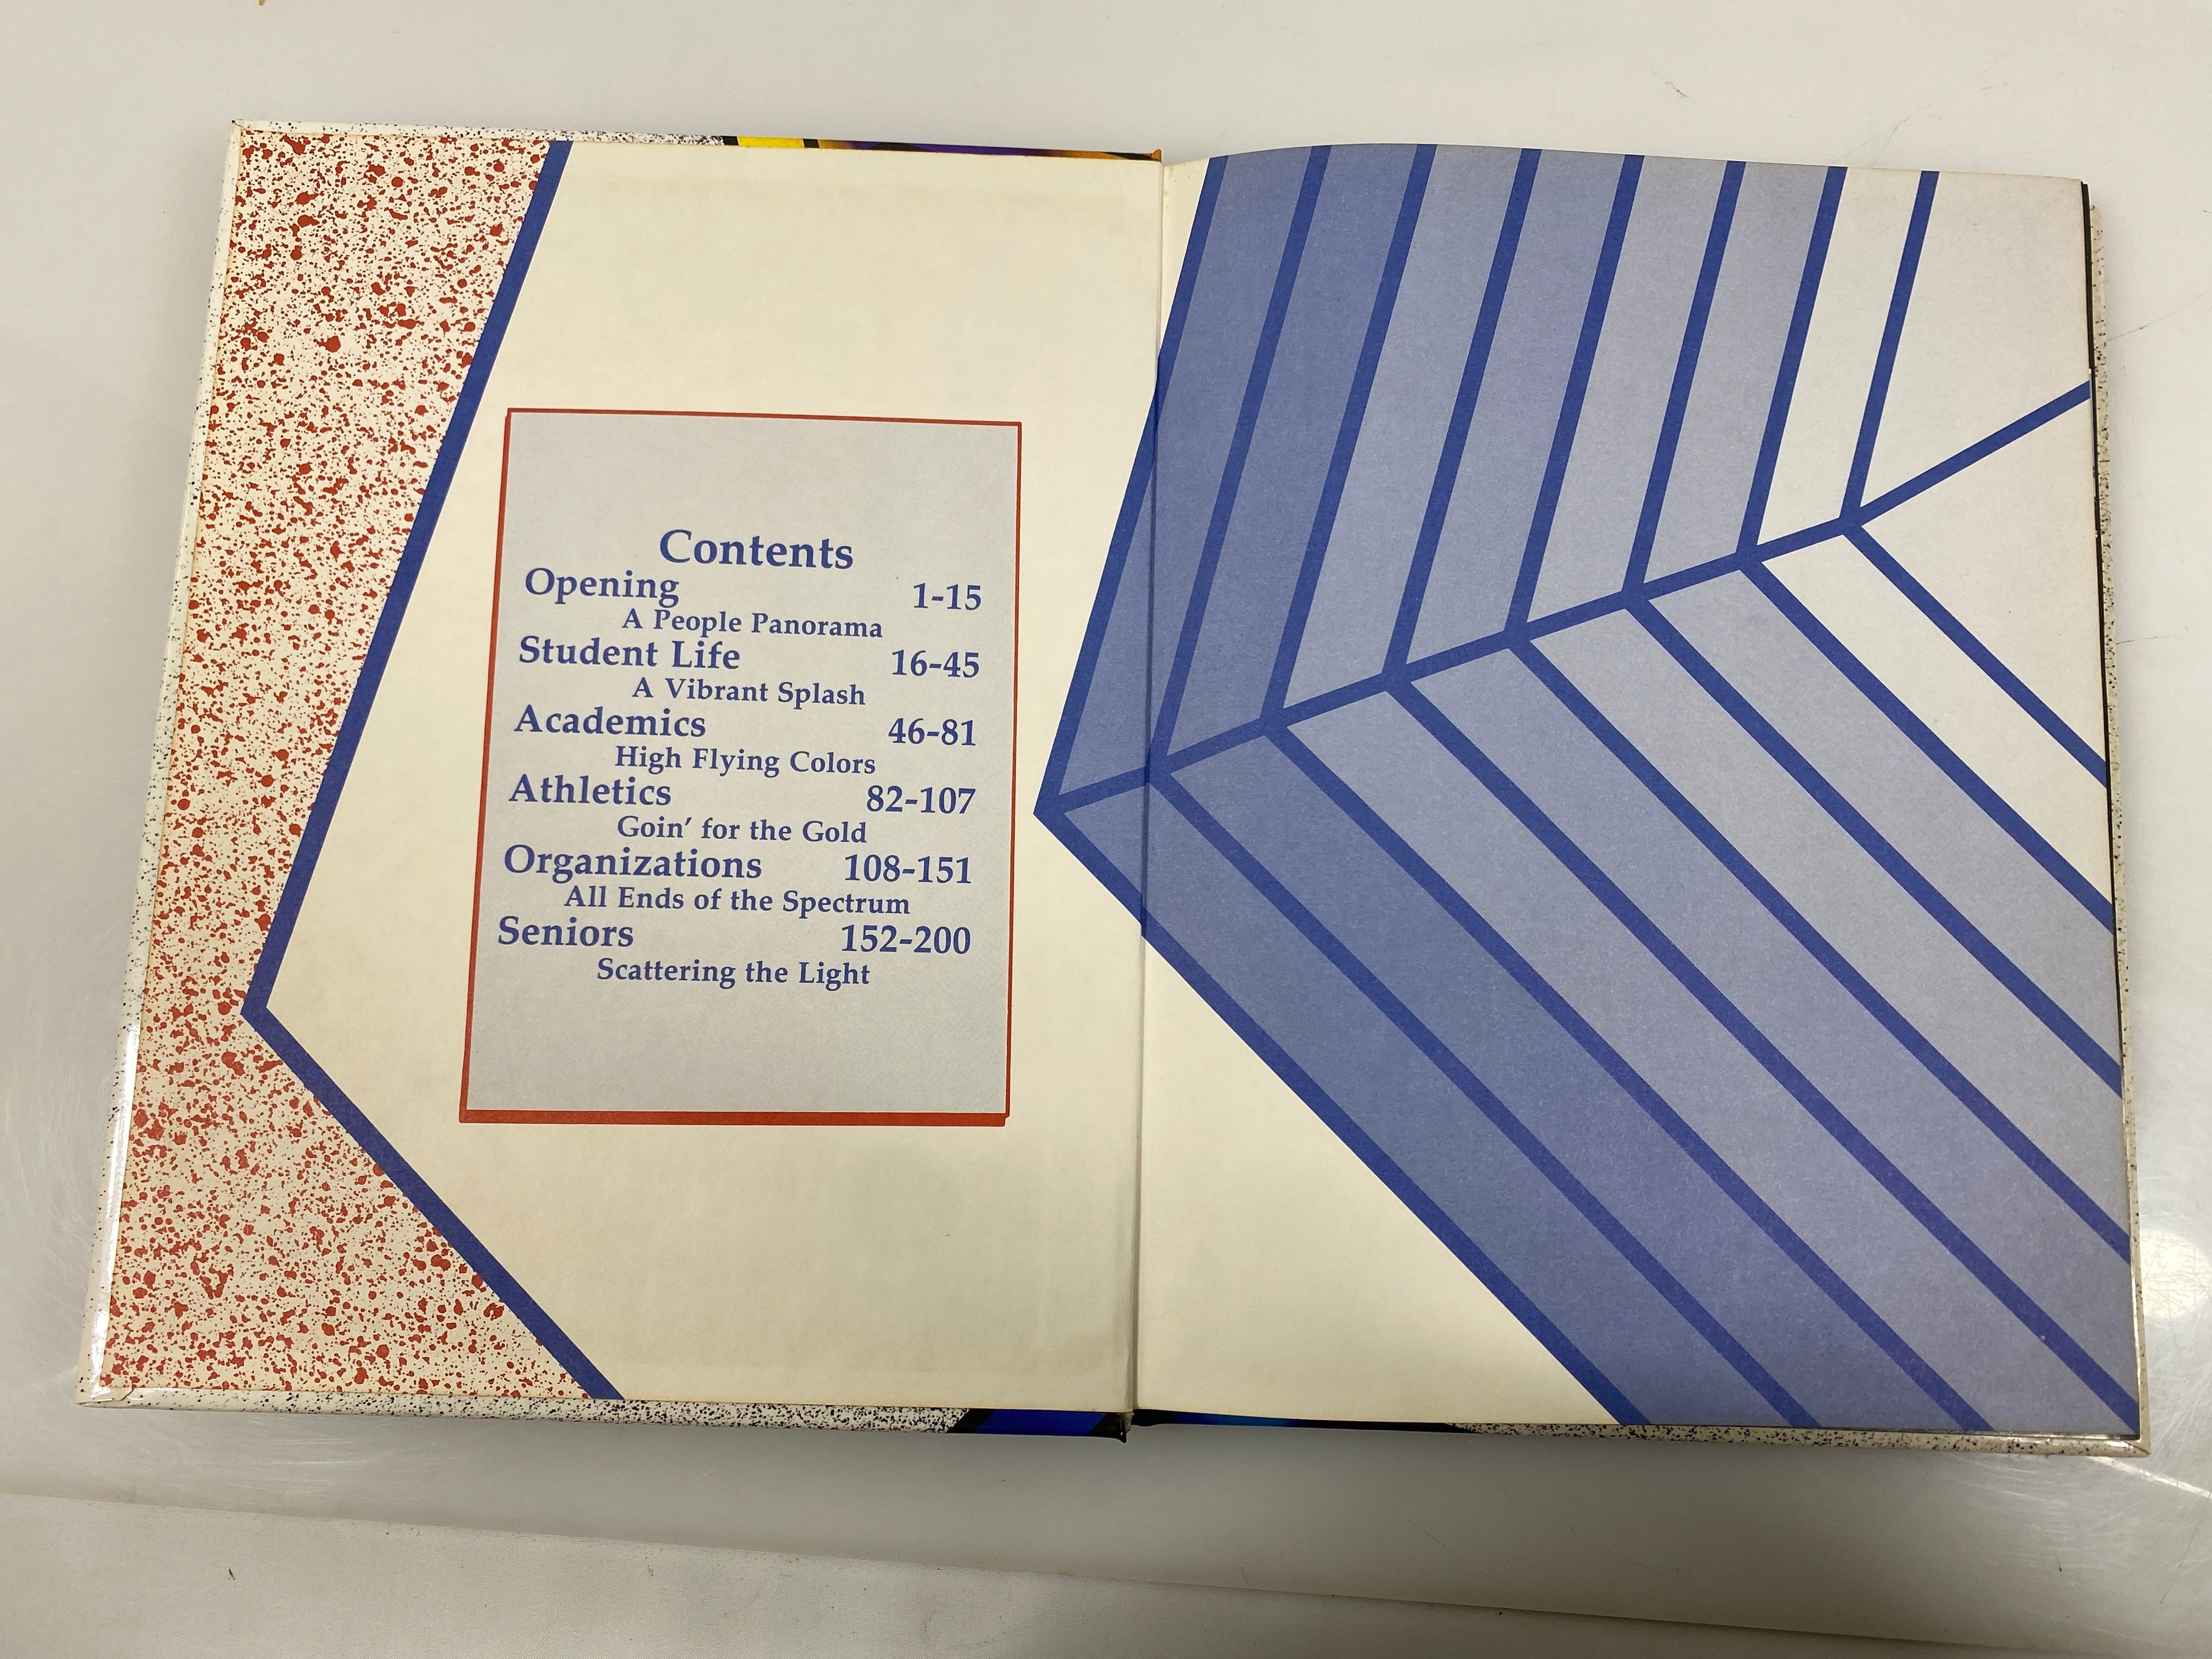 Contents
Opening 1-15
A People Panorama
Student Life 16-45
A Vibrant Splash
Academics 46-81
High Flying Colors
Athletics 82-107
Goin' for the Gold
Organizations 108-151
All Ends of the Spectrum
Seniors 152-200
Scattering the Light